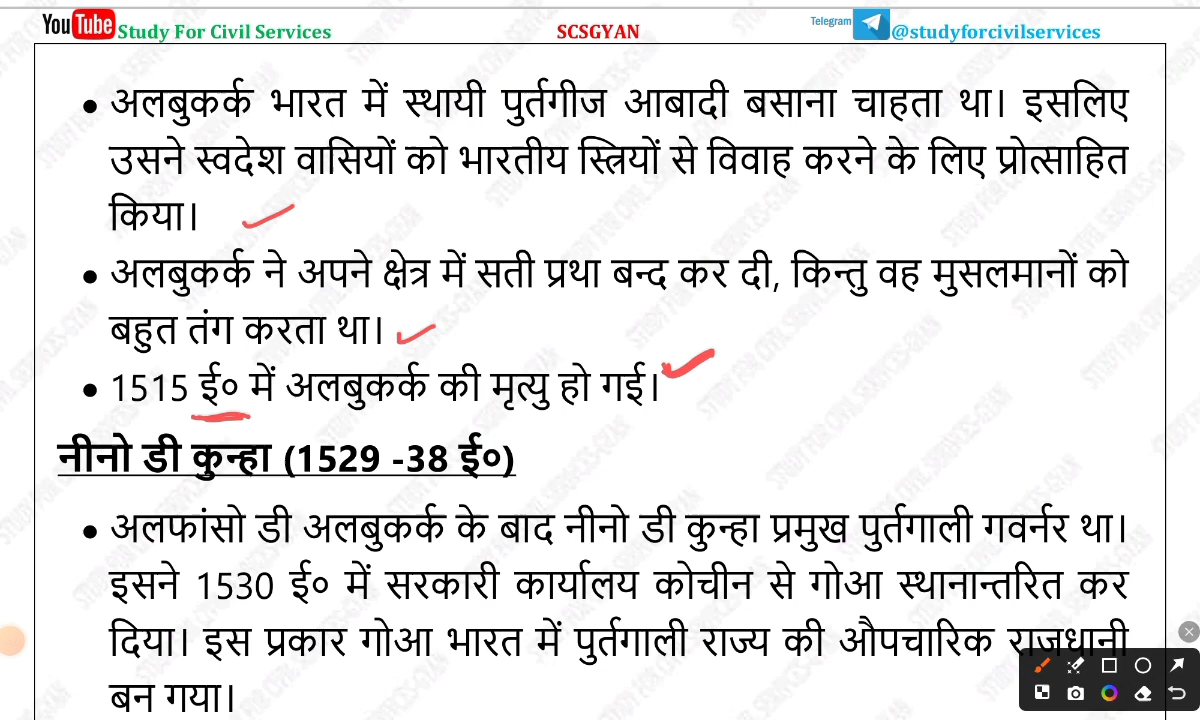 YouTube Study For Civil Services SCSGYAN Telegram @studyforcivilservices
• अलबुकर्क भारत में स्थायी पुर्तगीज आबादी बसाना चाहता था। इसलिए
उसने स्वदेश वासियों को भारतीय स्त्रियों से विवाह करने के लिए प्रोत्साहित
किया।
• अलबुकर्क ने अपने क्षेत्र में सती प्रथा बन्द कर दी, किन्तु वह मुसलमानों को
बहुत तंग करता था।
• 1515 ई० में अलबुकर्क की मृत्यु हो गई।
नीनो डी कुन्हा (1529 -38 ई०)
• अलफांसो डी अलबुकर्क के बाद नीनो डी कुन्हा प्रमुख पुर्तगाली गवर्नर था।
इसने 1530 ई० में सरकारी कार्यालय कोचीन से गोआ स्थानान्तरित कर
दिया। इस प्रकार गोआ भारत में पुर्तगाली राज्य की औपचारिक राजधानी
बन गया।